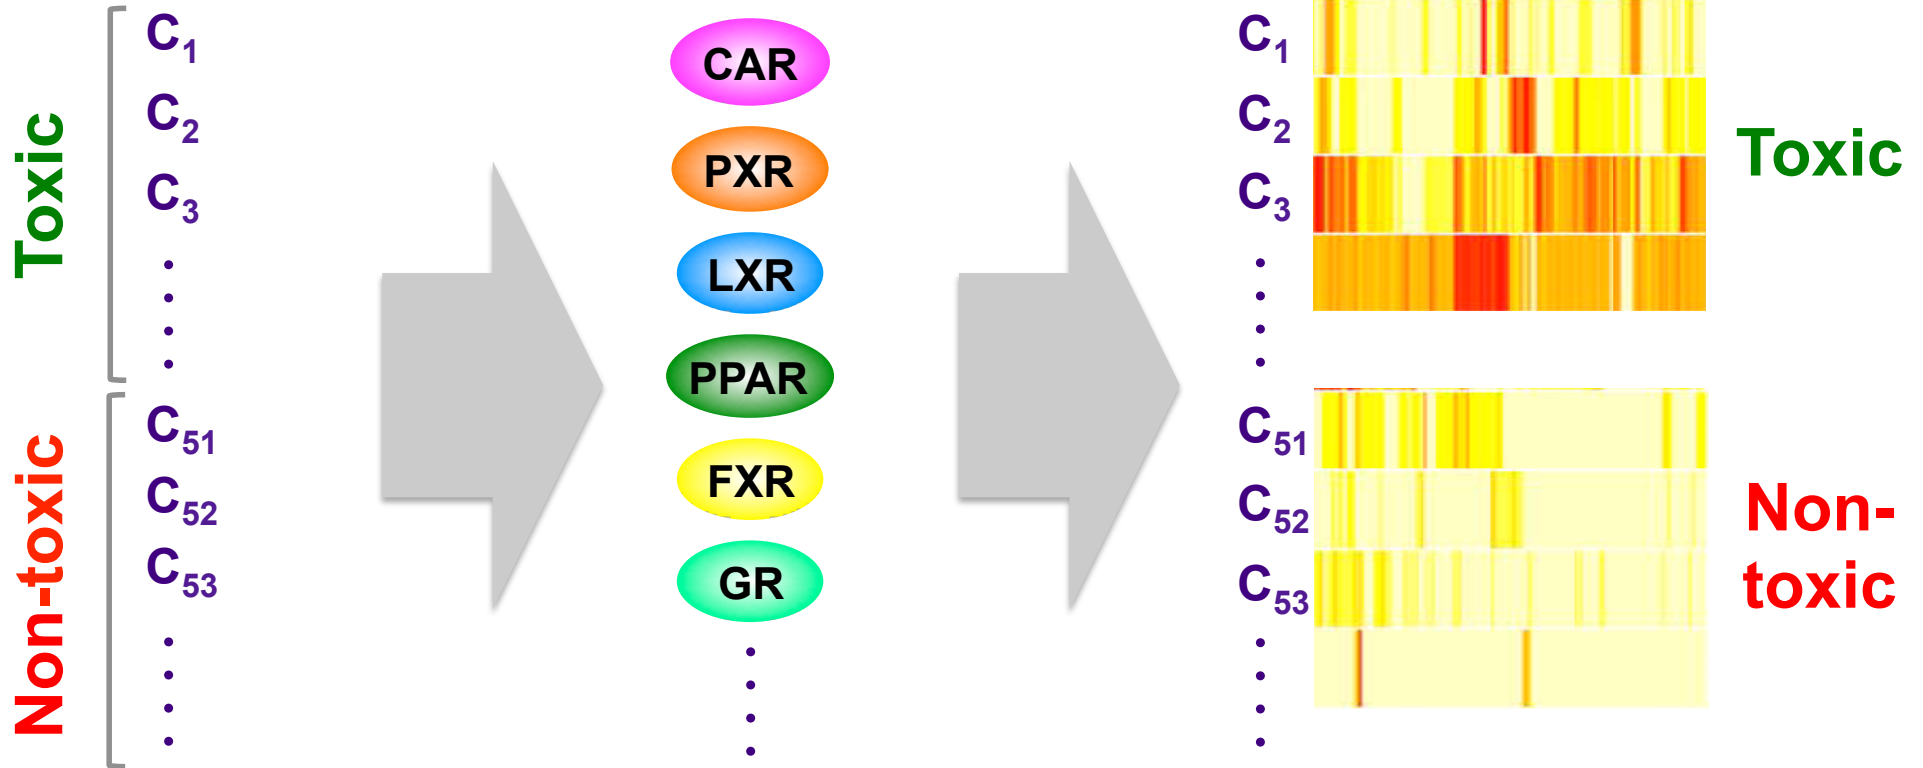 Toxic
C1
C2
C3
Non-toxic
C51
C52
C53
CAR
PXR
LXR
PPAR
FXR
GR
C1
C2
C3
Toxic
C51
C52
C53
Non-
toxic